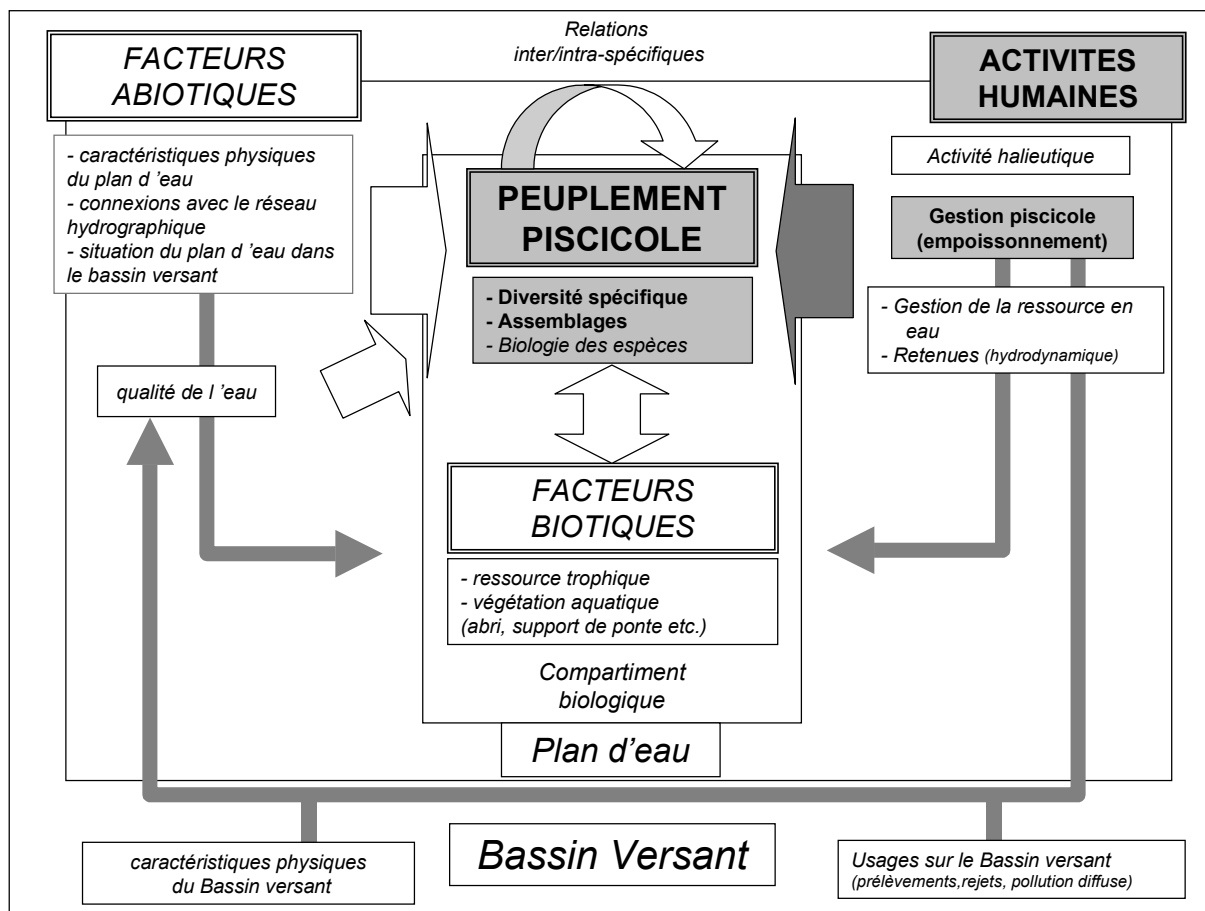 Relations
inter/intra-spécifiques
FACTEURS
ABIOTIQUES
- caractéristiques physiques
du plan d 'eau
- connexions avec le réseau
hydrographique
- situation du plan d 'eau dans
le bassin versant
qualité de l 'eau
PEUPLEMENT
PISCICOLE
- Diversité spécifique
- Assemblages
- Biologie des espèces
FACTEURS
BIOTIQUES
- ressource trophique
- végétation aquatique
(abri, support de ponte etc.)
Compartiment
biologique
Plan d'eau
ACTIVITES
HUMAINES
Activité halieutique
Gestion piscicole
(empoissonnement)
- Gestion de la ressource en
eau
- Retenues (hydrodynamique)
caractéristiques physiques
du Bassin versant
Bassin Versant
Usages sur le Bassin versant
(prélèvements,rejets, pollution diffuse)